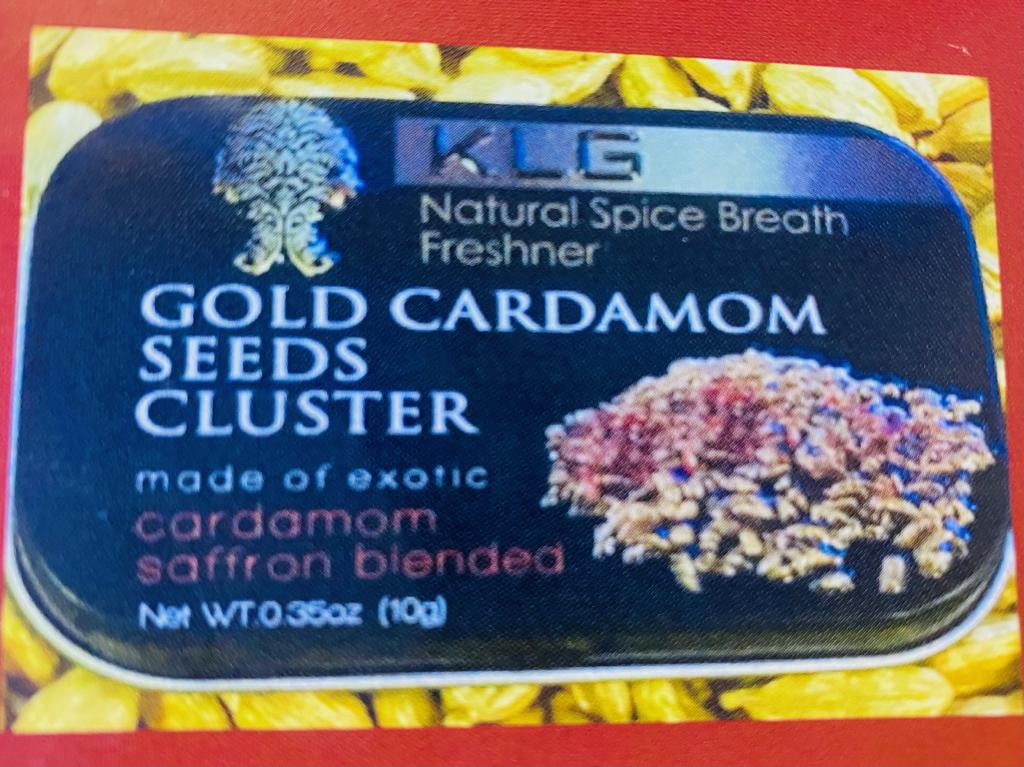 KLG
Natural Spice Breath
Freshner
GOLD CARDAMOM
SEEDS
CLUSTER
made of exotic
cardamom
saffron blended
Net WT.0.35oz (10g)